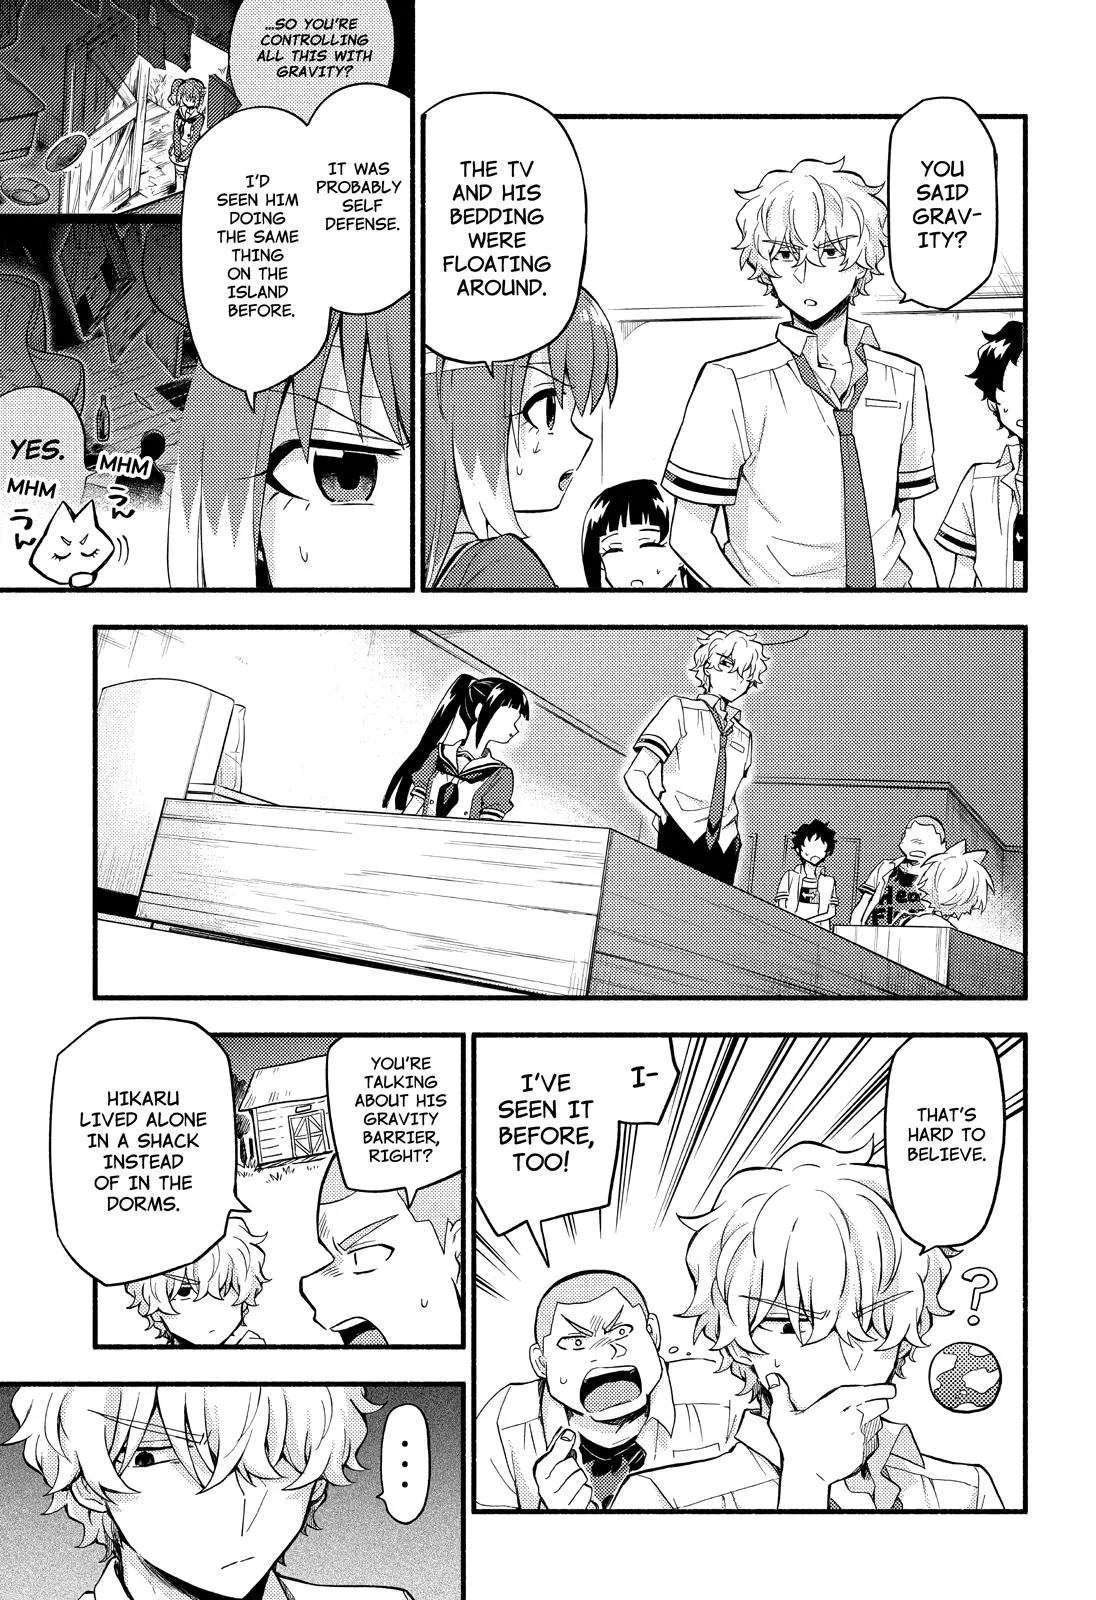 YOU
SAID
GRAV-
ITY?
THE TV
AND HIS
BEDDING
WERE
FLOATING
AROUND.
...SO YOU'RE
CONTROLLING
ALL THIS WITH
GRAVITY?
IT WAS
PROBABLY
SELF
DEFENSE.
I'D
SEEN HIM
DOING
THE SAME
THING
ON THE
ISLAND
BEFORE.
YES.
MHM
うん
MHM
うん
Hea
Fl
THAT'S
HARD TO
BELIEVE.
?
I-
I'VE
SEEN IT
BEFORE,
TOO!
YOU'RE
TALKING
ABOUT HIS
GRAVITY
BARRIER,
RIGHT?
HIKARU
LIVED ALONE
IN A SHACK
INSTEAD
OF IN THE
DORMS.
...